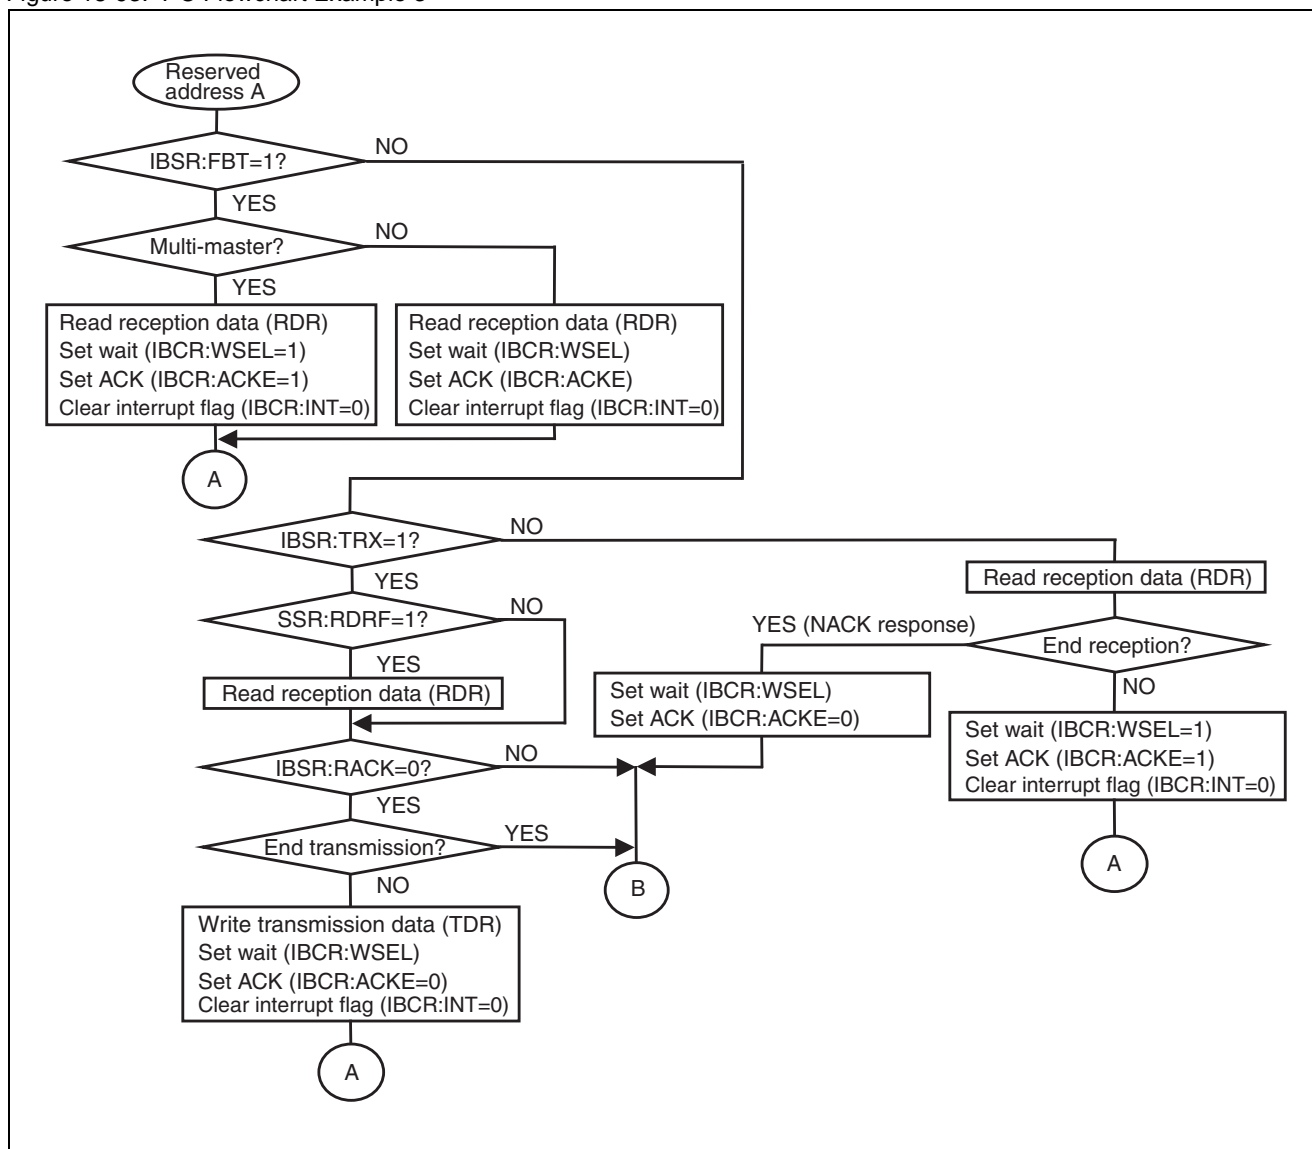 Reserved
address A
IBSR:FBT=1?
NO
YES
Multi-master?
NO
YES
Read reception data (RDR)
Set wait (IBCR:WSEL=1)
Set ACK (IBCR:ACKE=1)
Clear interrupt flag (IBCR:INT=0)
Read reception data (RDR)
Set wait (IBCR:WSEL)
Set ACK (IBCR:ACKE)
Clear interrupt flag (IBCR:INT=0)
A
IBSR:TRX=1?
NO
YES
SSR:RDRF=1?
NO
YES
Read reception data (RDR)
IBSR:RACK=0?
NO
YES
End transmission?
YES
NO
Write transmission data (TDR)
Set wait (IBCR:WSEL)
Set ACK (IBCR:ACKE=0)
Clear interrupt flag (IBCR:INT=0)
A
Read reception data (RDR)
End reception?
YES (NACK response)
NO
Set wait (IBCR:WSEL)
Set ACK (IBCR:ACKE=0)
B
Set wait (IBCR:WSEL=1)
Set ACK (IBCR:ACKE=1)
Clear interrupt flag (IBCR:INT=0)
A